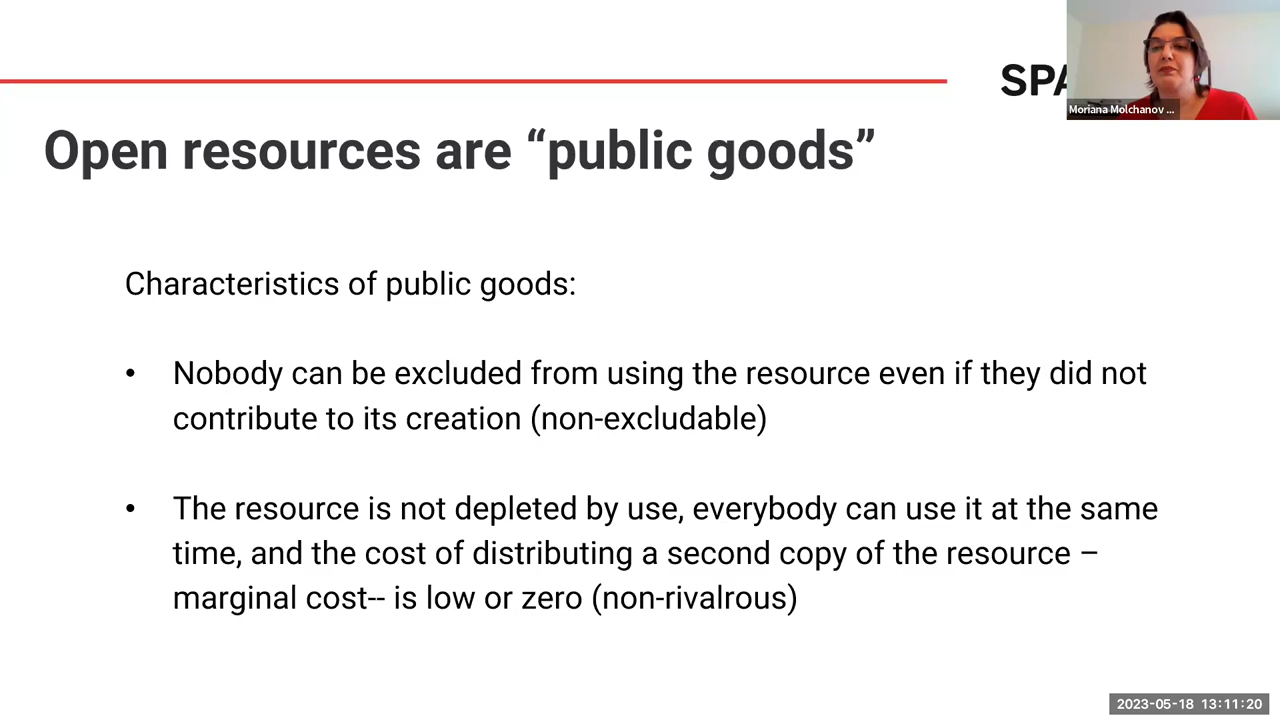 SPA
Moriana Molchanov ...
Open resources are “public goods”
Characteristics of public goods:
• Nobody can be excluded from using the resource even if they did not
contribute to its creation (non-excludable)
• The resource is not depleted by use, everybody can use it at the same
time, and the cost of distributing a second copy of the resource –
marginal cost-- is low or zero (non-rivalrous)
2023-05-18 13:11:20